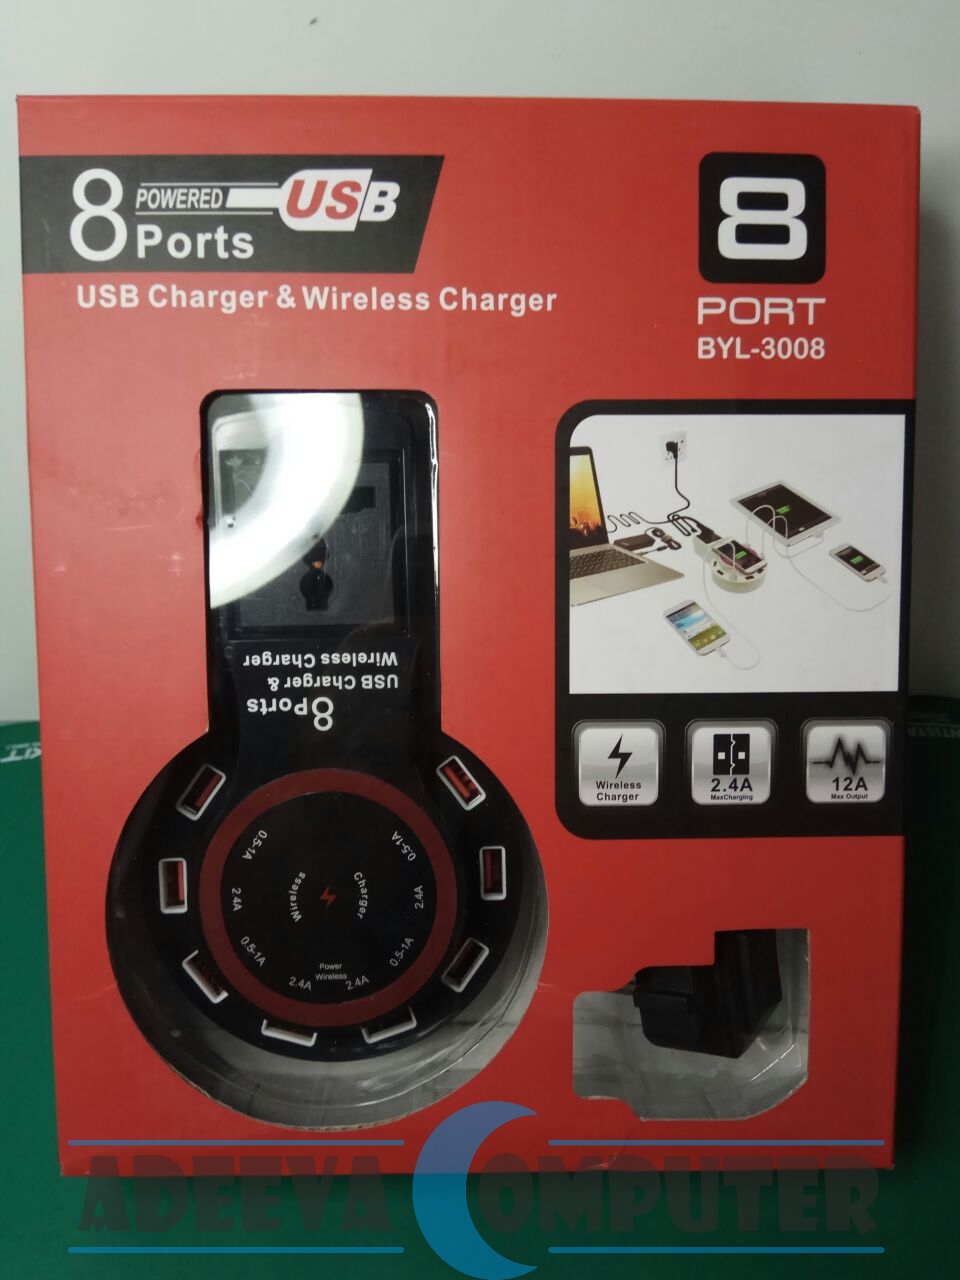 8 POWERED USB
Ports
USB Charger & Wireless Charger
8
PORT
BYL-3008
Wireless Charger
USB Charger &
8Ports
Wireless
Charger
2.4A
MaxCharging
12A
Max Output
0.5-1A
0.5-1A
2.4A
Wireless
Charger
2.4A
0.5-1A
0.5-1A
Power
Wireless
2.4A
2.4A
ADEEVA COMPUTER